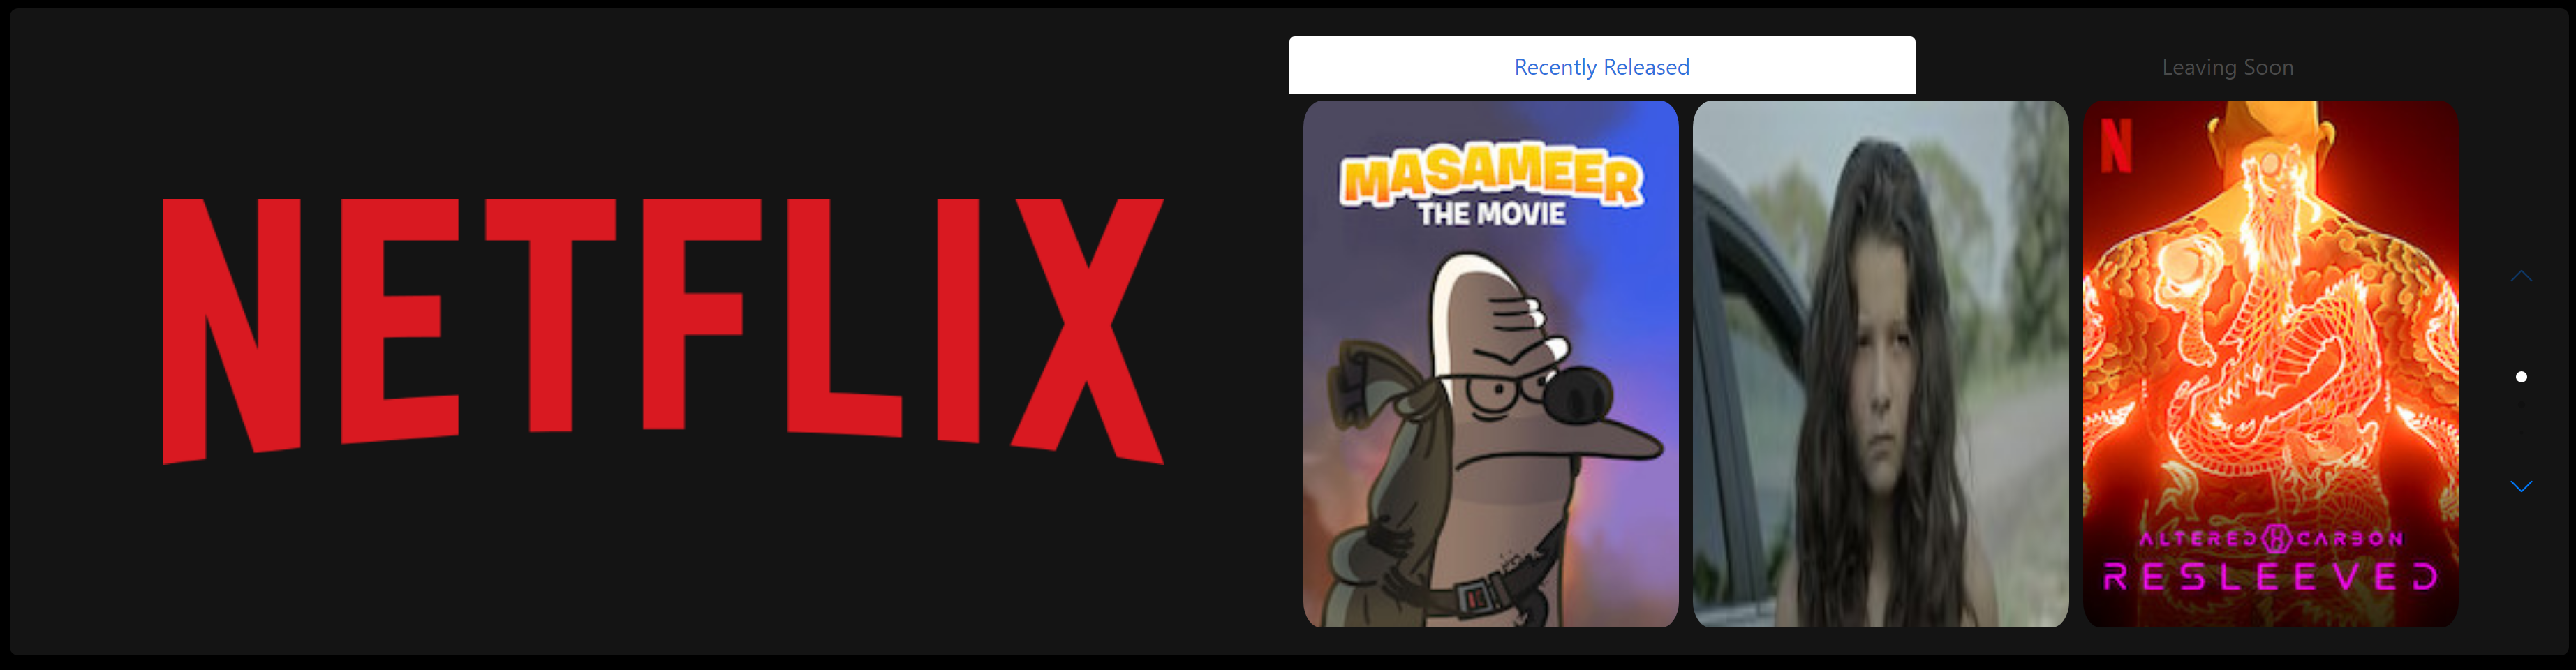 NETFLIX
Recently Released
Leaving Soon
MASAMEER
THE MOVIE
N
ALTERED CARBON
RESLEEVED